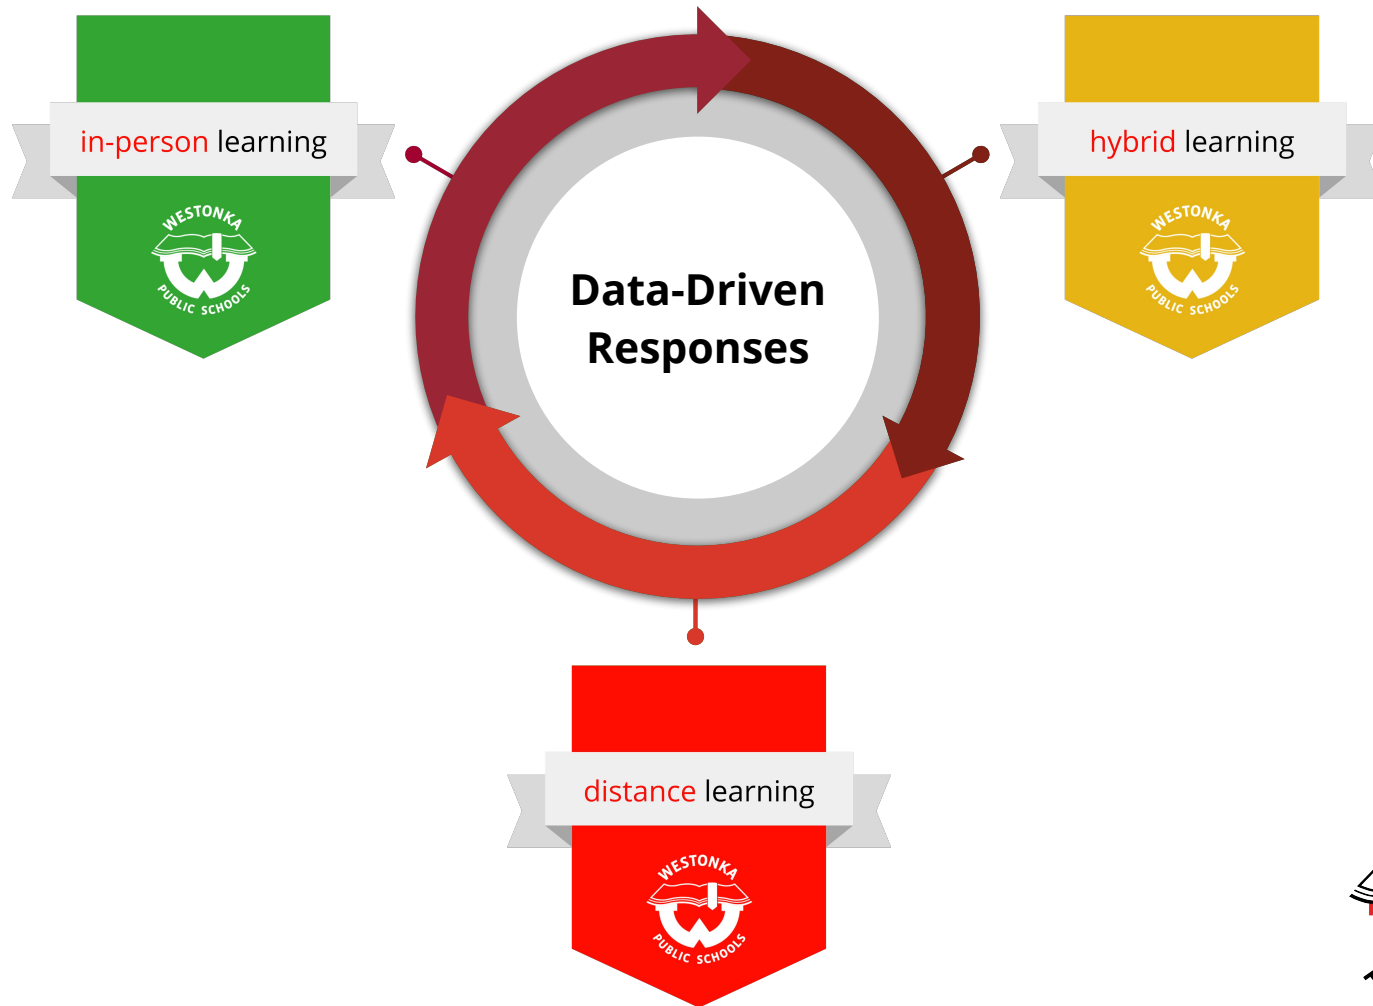 in-person learning
WESTONKA
PUBLIC SCHOOLS
Data-Driven
Responses
hybrid learning
WESTONKA
PUBLIC SCHOOLS
distance learning
WESTONKA
PUBLIC SCHOOLS